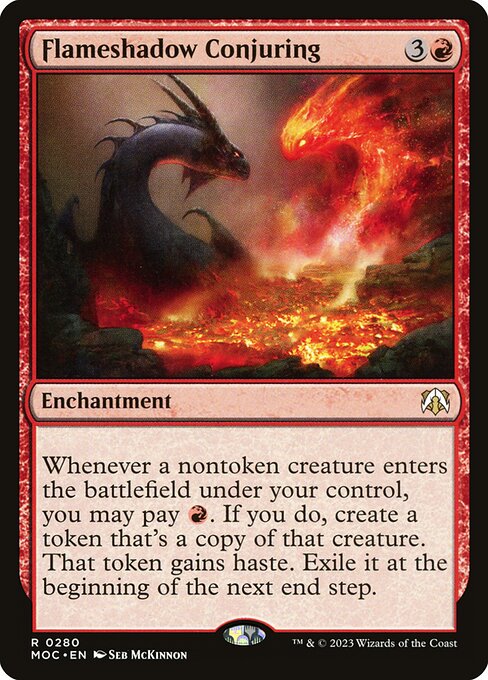 Flameshadow Conjuring 3
Enchantment
Whenever a nontoken creature enters
the battlefield under your control,
you may pay . If you do, create a
token that's a copy of that creature.
That token gains haste. Exile it at the
beginning of the next end step.
R 0280
MOC • EN Seb McKinnon
™ & © 2023 Wizards of the Coast